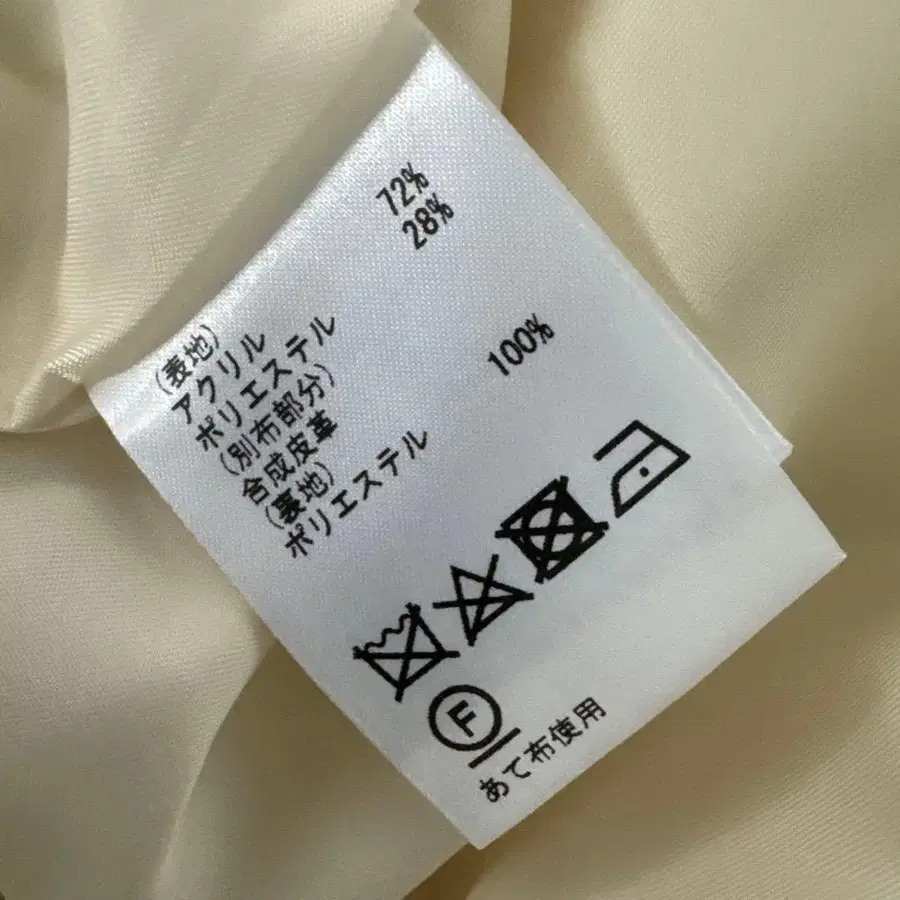 (表地)
アクリル 72%
ポリエステル 28%
(別布部分)
合成皮革
(裏地)
ポリエステル 100%
F
あて布使用